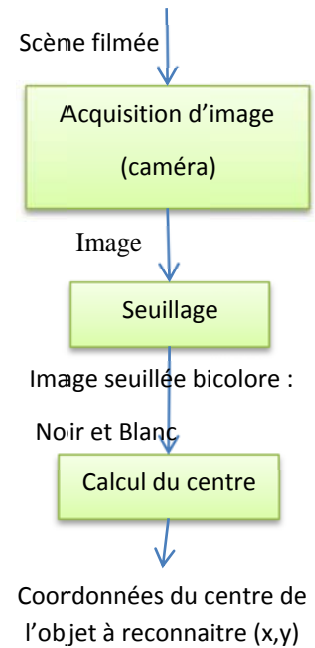 Scène filmée
Acquisition d’image
(caméra)
Image
Seuillage
Image seuillée bicolore :
Noir et Blanc
Calcul du centre
Coordonnées du centre de
l’objet à reconnaitre (x,y)